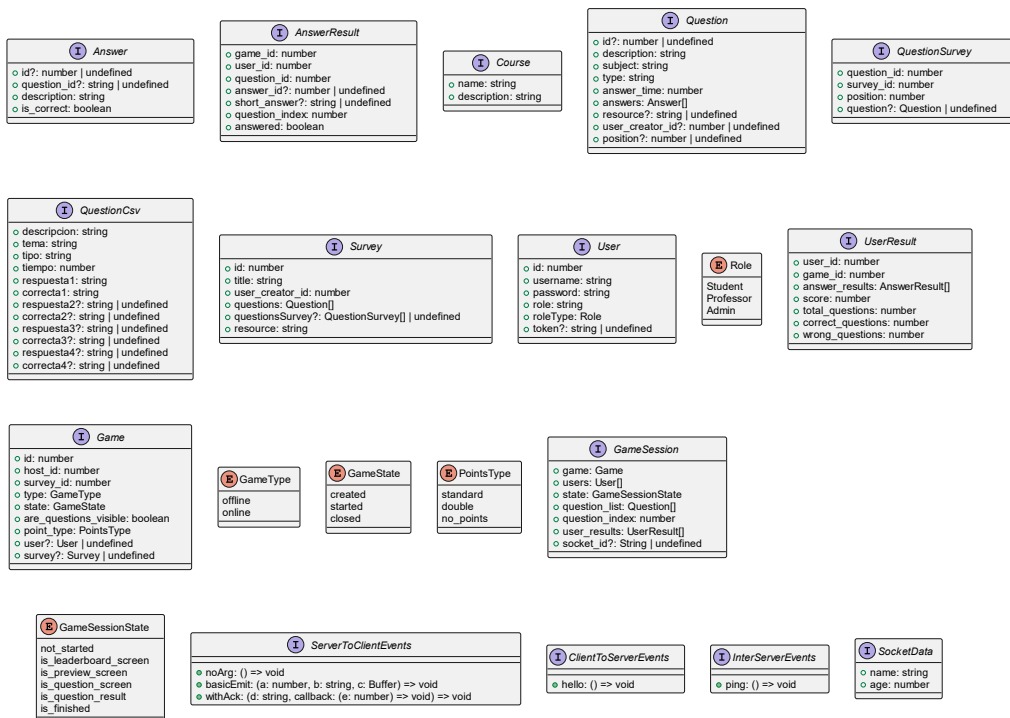 I Answer
id?: number | undefined
question_id?: string | undefined
description: string
is_correct: boolean
I AnswerResult
game_id: number
user_id: number
question_id: number
answer_id?: number | undefined
short_answer?: string | undefined
question_index: number
answered: boolean
I Course
name: string
description: string
I Question
id?: number | undefined
description: string
subject: string
type: string
answer_time: number
answers: Answer[]
resource?: string | undefined
user_creator_id?: number | undefined
position?: number | undefined
I QuestionSurvey
question_id: number
survey_id: number
position: number
question?: Question | undefined
I QuestionCsv
descripcion: string
tema: string
tipo: string
tiempo: number
respuesta1: string
correcta1: string
respuesta2?: string | undefined
correcta2?: string | undefined
respuesta3?: string | undefined
correcta3?: string | undefined
respuesta4?: string | undefined
correcta4?: string | undefined
I Survey
id: number
title: string
user_creator_id: number
questions: Question[]
questionsSurvey?: QuestionSurvey[] | undefined
resource: string
I User
id: number
username: string
password: string
role: string
roleType: Role
token?: string | undefined
E Role
Student
Professor
Admin
I UserResult
user_id: number
game_id: number
answer_results: AnswerResult[]
score: number
total_questions: number
correct_questions: number
wrong_questions: number
I Game
id: number
host_id: number
survey_id: number
type: GameType
state: GameState
are_questions_visible: boolean
point_type: PointsType
user?: User | undefined
survey?: Survey | undefined
E GameType
offline
online
E GameState
created
started
closed
E PointsType
standard
double
no_points
I GameSession
game: Game
users: User[]
state: GameSessionState
question_list: Question[]
question_index: number
user_results: UserResult[]
socket_id?: String | undefined
E GameSessionState
not_started
is_leaderboard_screen
is_preview_screen
is_question_screen
is_question_result
is_finished
I ServerToClientEvents
noArg: () => void
basicEmit: (a: number, b: string, c: Buffer) => void
withAck: (d: string, callback: (e: number) => void) => void
I ClientToServerEvents
hello: () => void
I InterServerEvents
ping: () => void
I SocketData
name: string
age: number